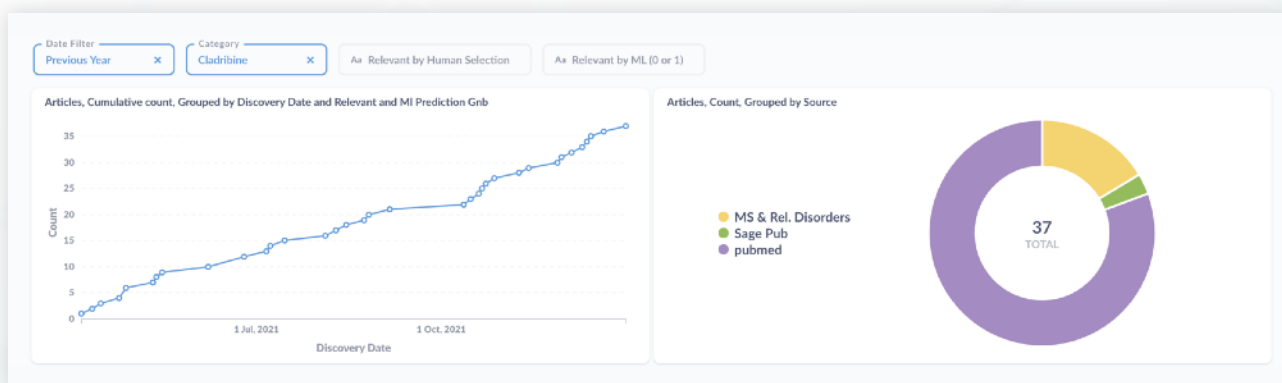 Date Filter
Previous Year ×
Category
Cladribine ×
Aa Relevant by Human Selection
Aa Relevant by ML (0 or 1)
Articles, Cumulative count, Grouped by Discovery Date and Relevant and Ml Prediction Gnb
35
30
25
20
15
10
5
0
Count
1 Jul, 2021
1 Oct, 2021
Discovery Date
Articles, Count, Grouped by Source
MS & Rel. Disorders
Sage Pub
pubmed
37
TOTAL